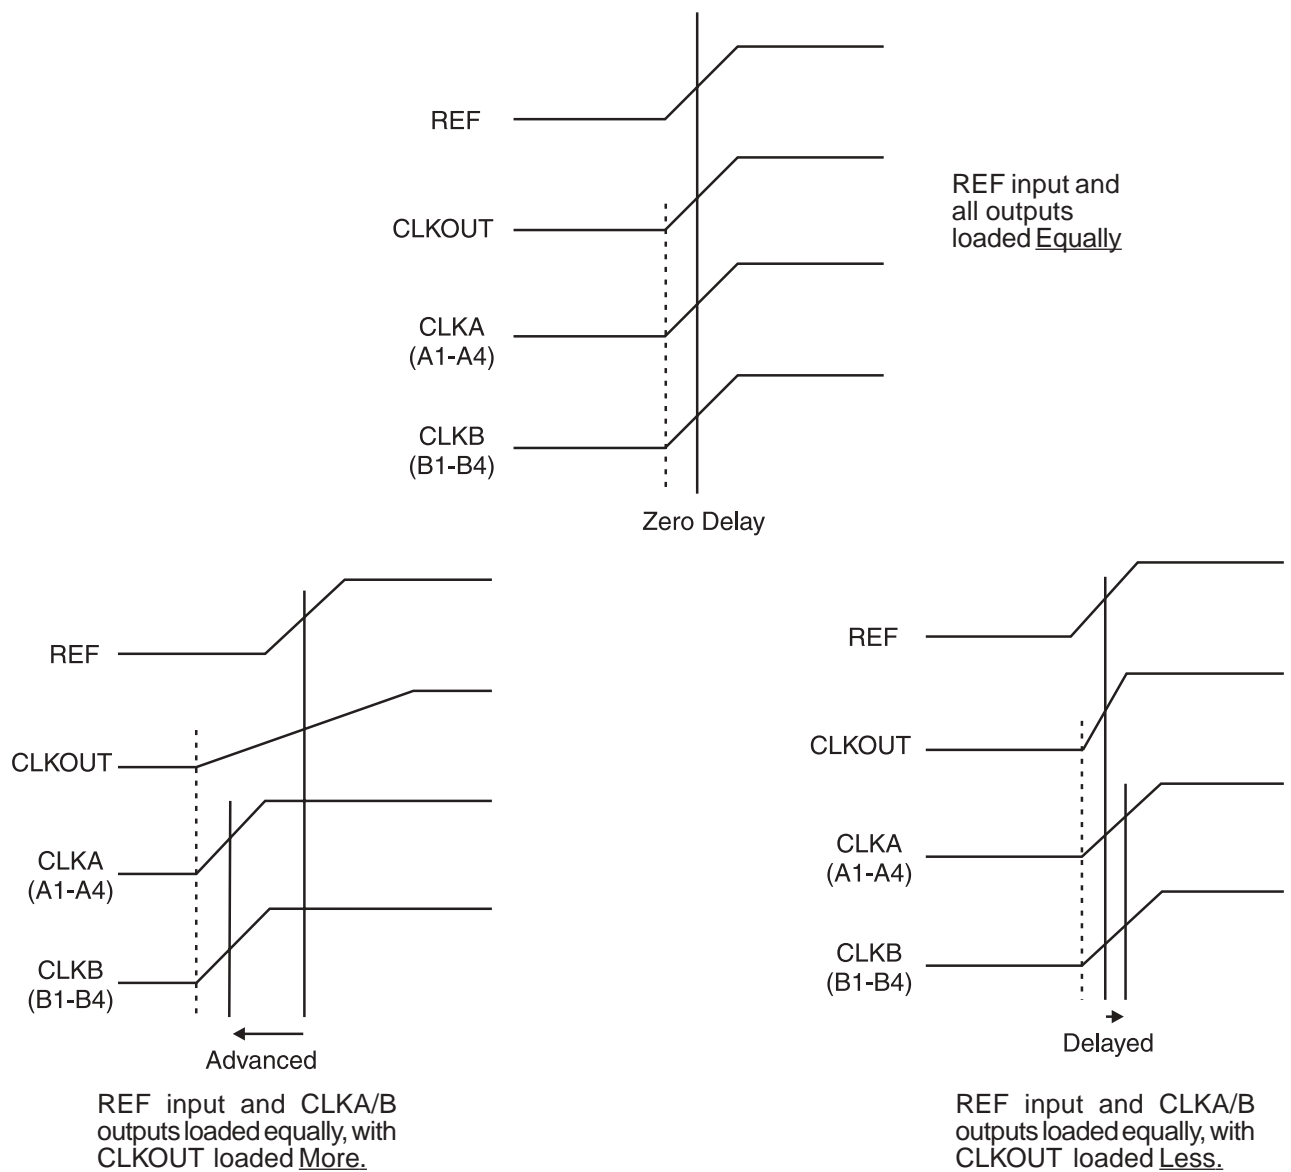 REF
CLKOUT
REF input and
all outputs
loaded Equally
CLKA
(A1-A4)
CLKB
(B1-B4)
Zero Delay
REF
CLKOUT
CLKA
(A1-A4)
CLKB
(B1-B4)
Advanced
REF input and CLKA/B
outputs loaded equally, with
CLKOUT loaded More.
REF
CLKOUT
CLKA
(A1-A4)
CLKB
(B1-B4)
Delayed
REF input and CLKA/B
outputs loaded equally, with
CLKOUT loaded Less.